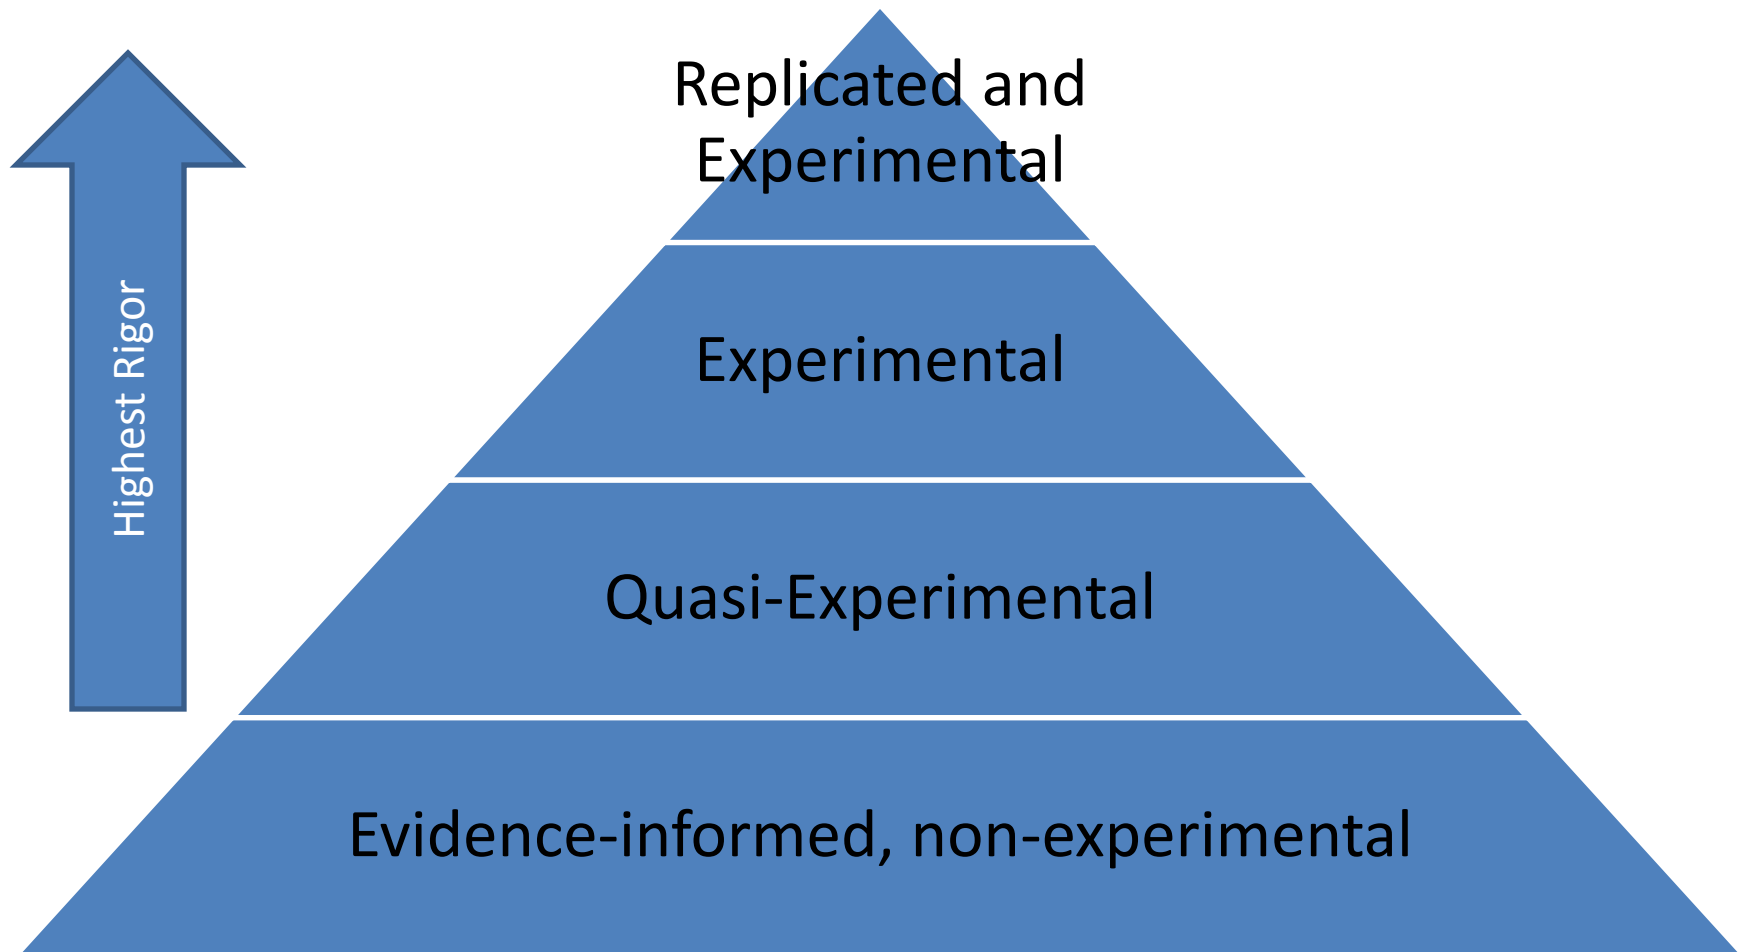 Replicated and
Experimental
Highest Rigor
Experimental
Quasi-Experimental
Evidence-informed, non-experimental